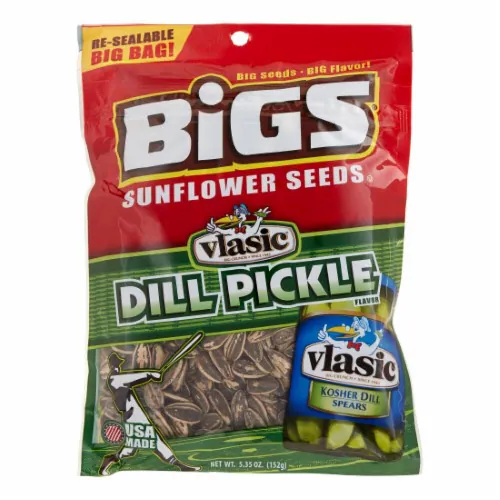 RE-SEALABLE
BIG BAG!
BIG SEEDS · BIG FLAVOR!
BiGS
SUNFLOWER SEEDS
vlasic
DILL PICKLE
FLAVOR
vlasic
KOSHER DILL
SPEARS
USA
MADE
NET WT. 5.35 OZ. (152g)